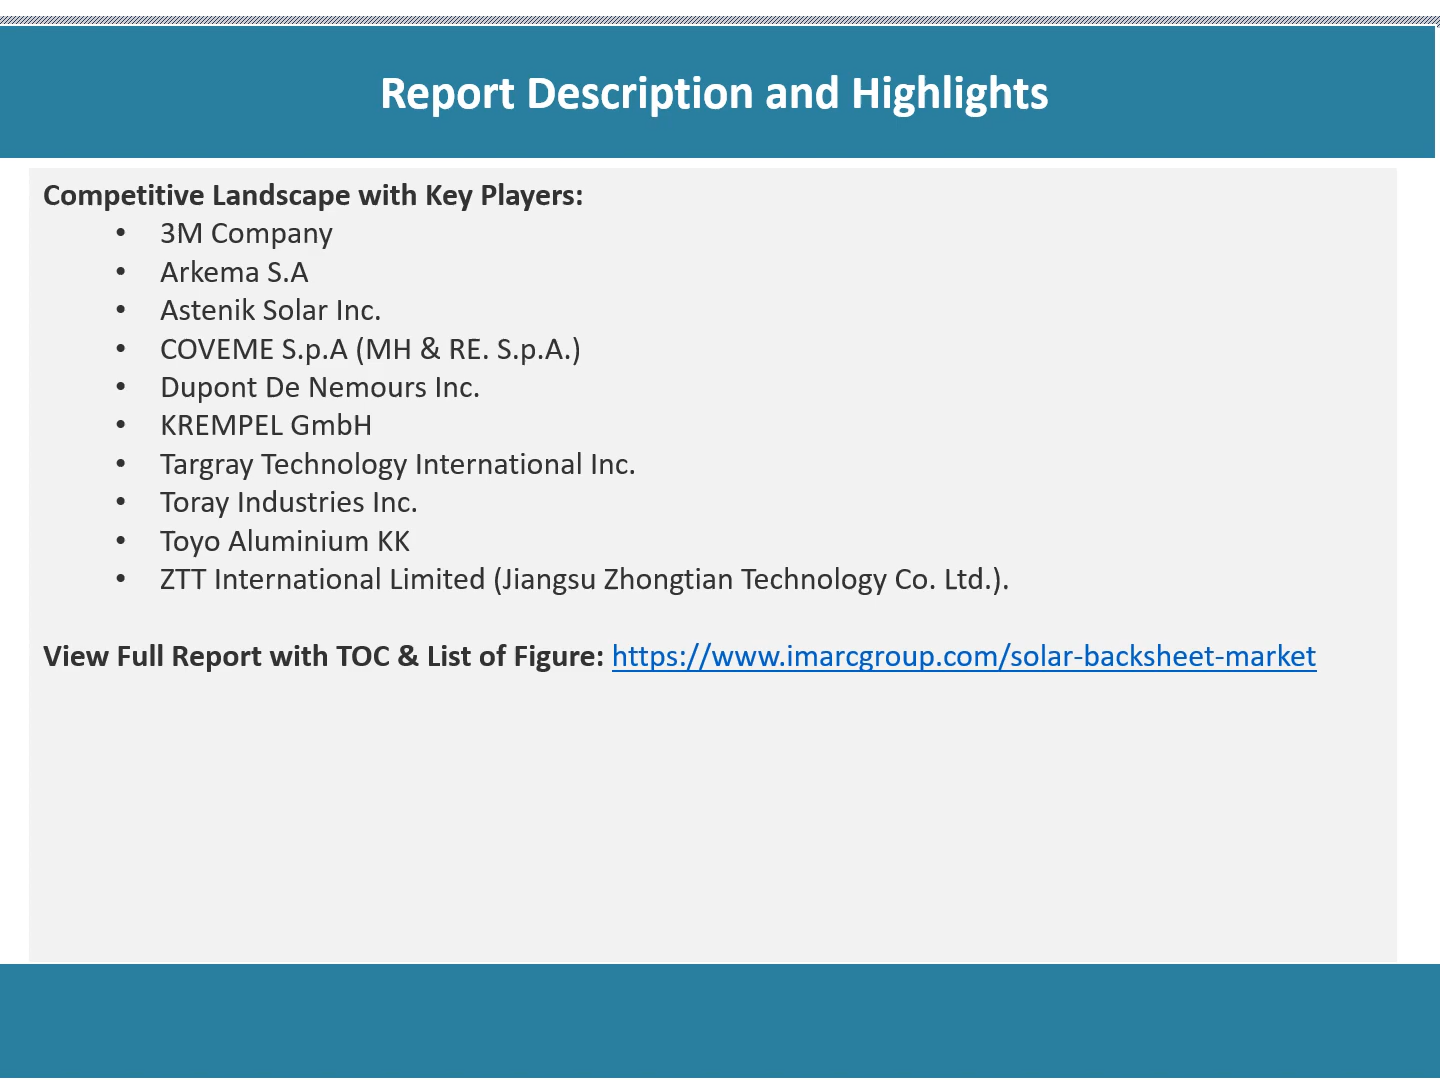 Report Description and Highlights
Competitive Landscape with Key Players:
• 3M Company
• Arkema S.A
• Astenik Solar Inc.
• COVEME S.p.A (MH & RE. S.p.A.)
• Dupont De Nemours Inc.
• KREMPEL GmbH
• Targray Technology International Inc.
• Toray Industries Inc.
• Toyo Aluminium KK
• ZTT International Limited (Jiangsu Zhongtian Technology Co. Ltd.).
View Full Report with TOC & List of Figure: https://www.imarcgroup.com/solar-backsheet-market